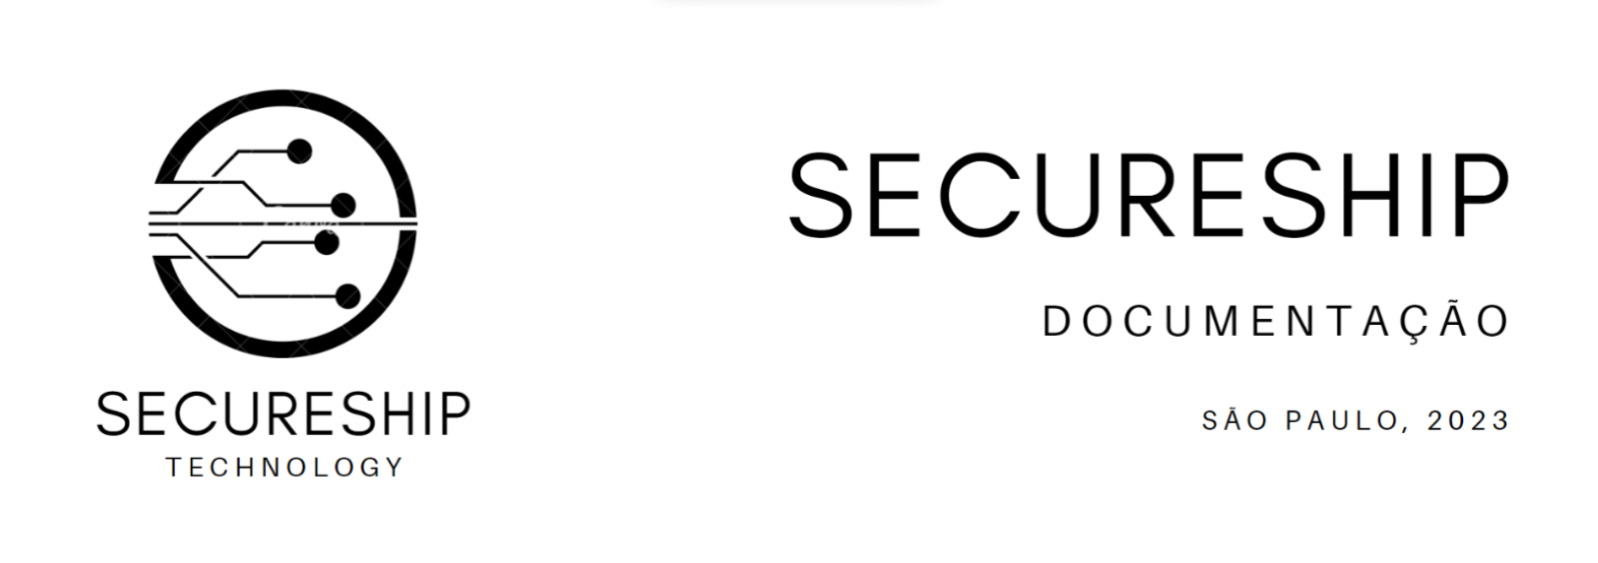 SECURESHIP
TECHNOLOGY
SECURESHIP
DOCUMENTAÇÃO
SÃO PAULO, 2023